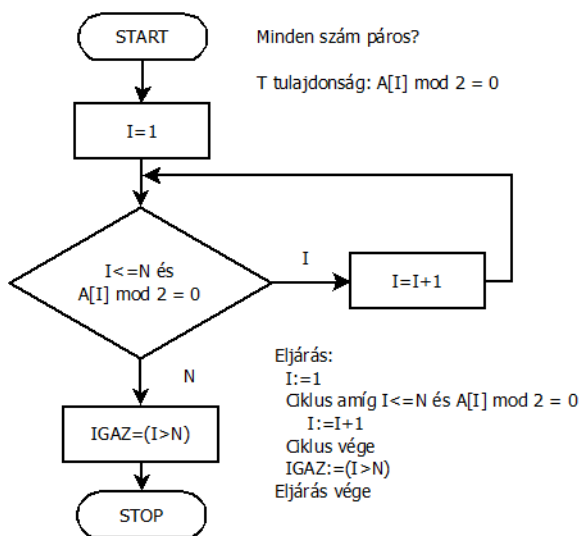 START
Minden szám páros?
T tulajdonság: A[I] mod 2 = 0
I=1
I<=N és
A[I] mod 2 = 0
I
I=I+1
N
IGAZ=(I>N)
STOP
Eljárás:
I:=1
Ciklus amíg I<=N és A[I] mod 2 = 0
I:=I+1
Ciklus vége
IGAZ:=(I>N)
Eljárás vége